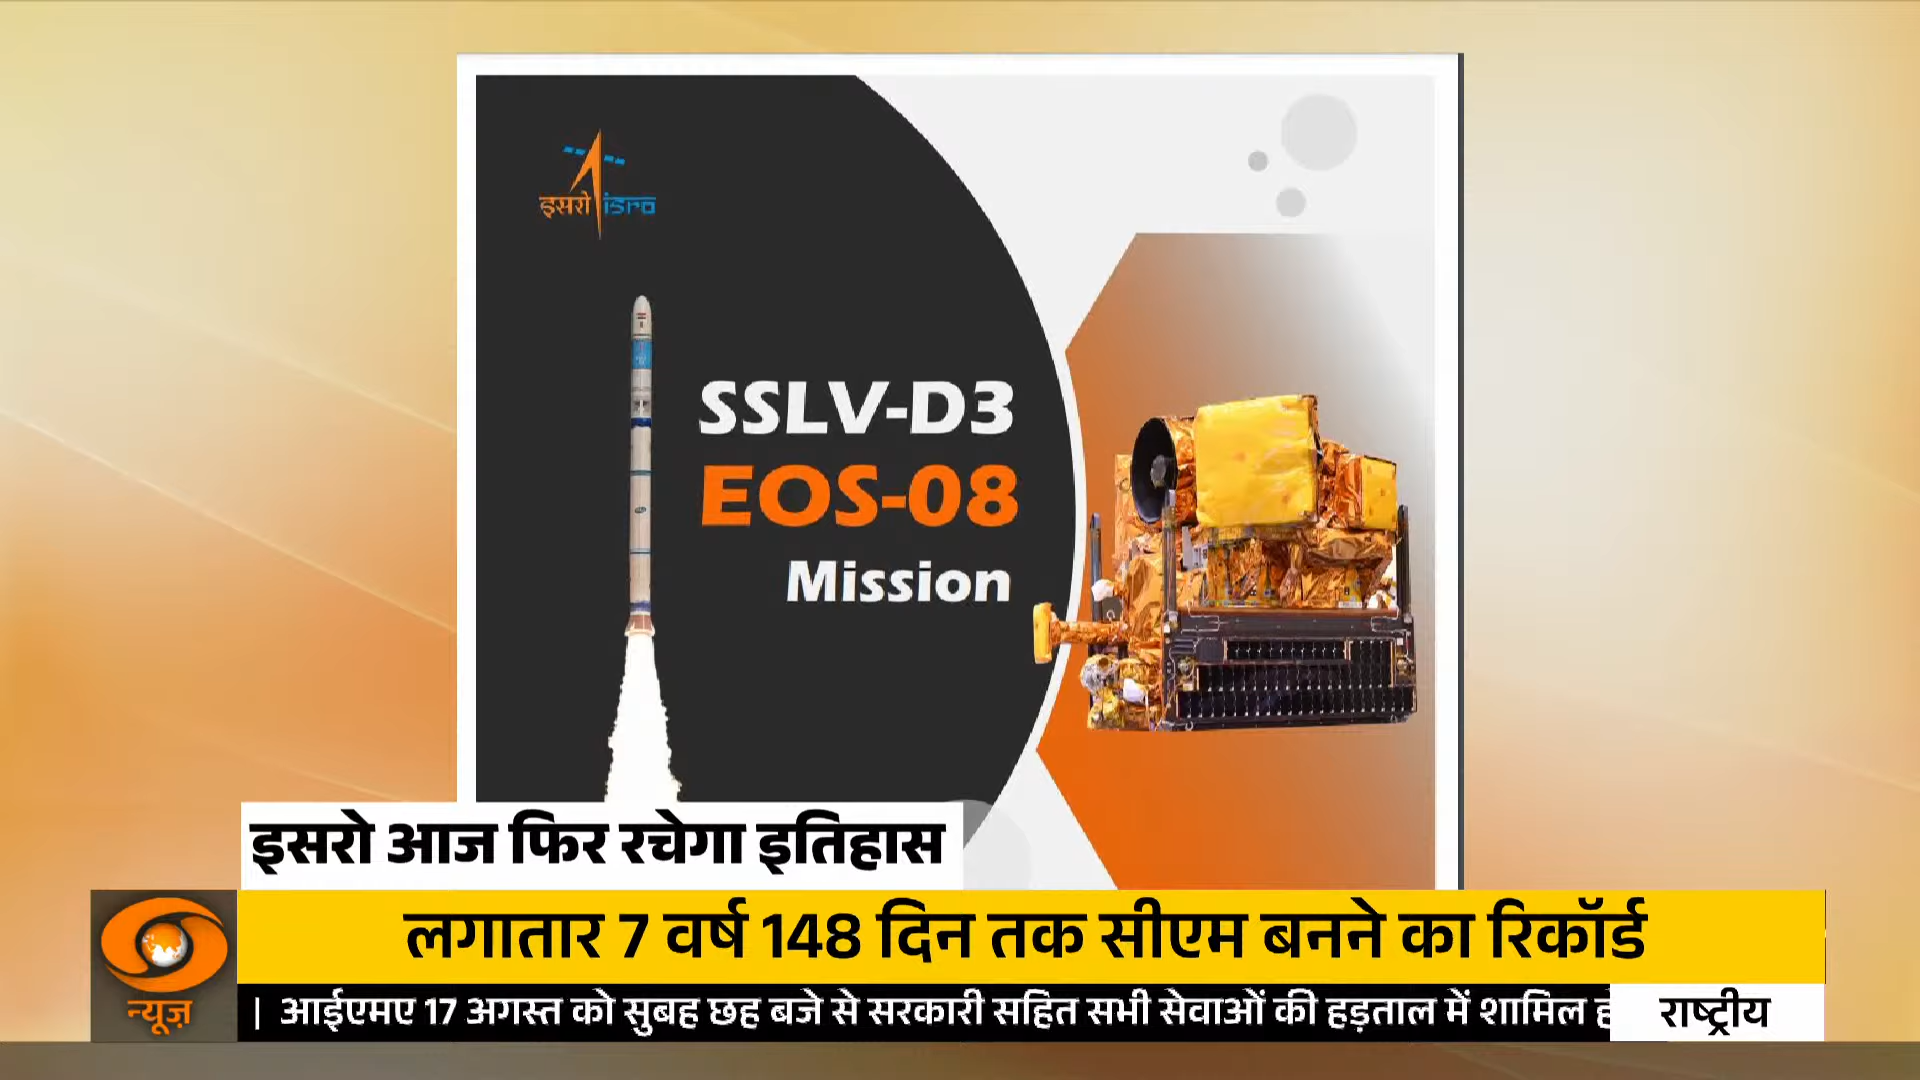 इसरो isro
SSLV-D3
EOS-08
Mission
इसरो आज फिर रचेगा इतिहास
लगातार 7 वर्ष 148 दिन तक सीएम बनने का रिकॉर्ड
न्यूज़
| आईएमए 17 अगस्त को सुबह छह बजे से सरकारी सहित सभी सेवाओं की हड़ताल में शामिल
राष्ट्रीय